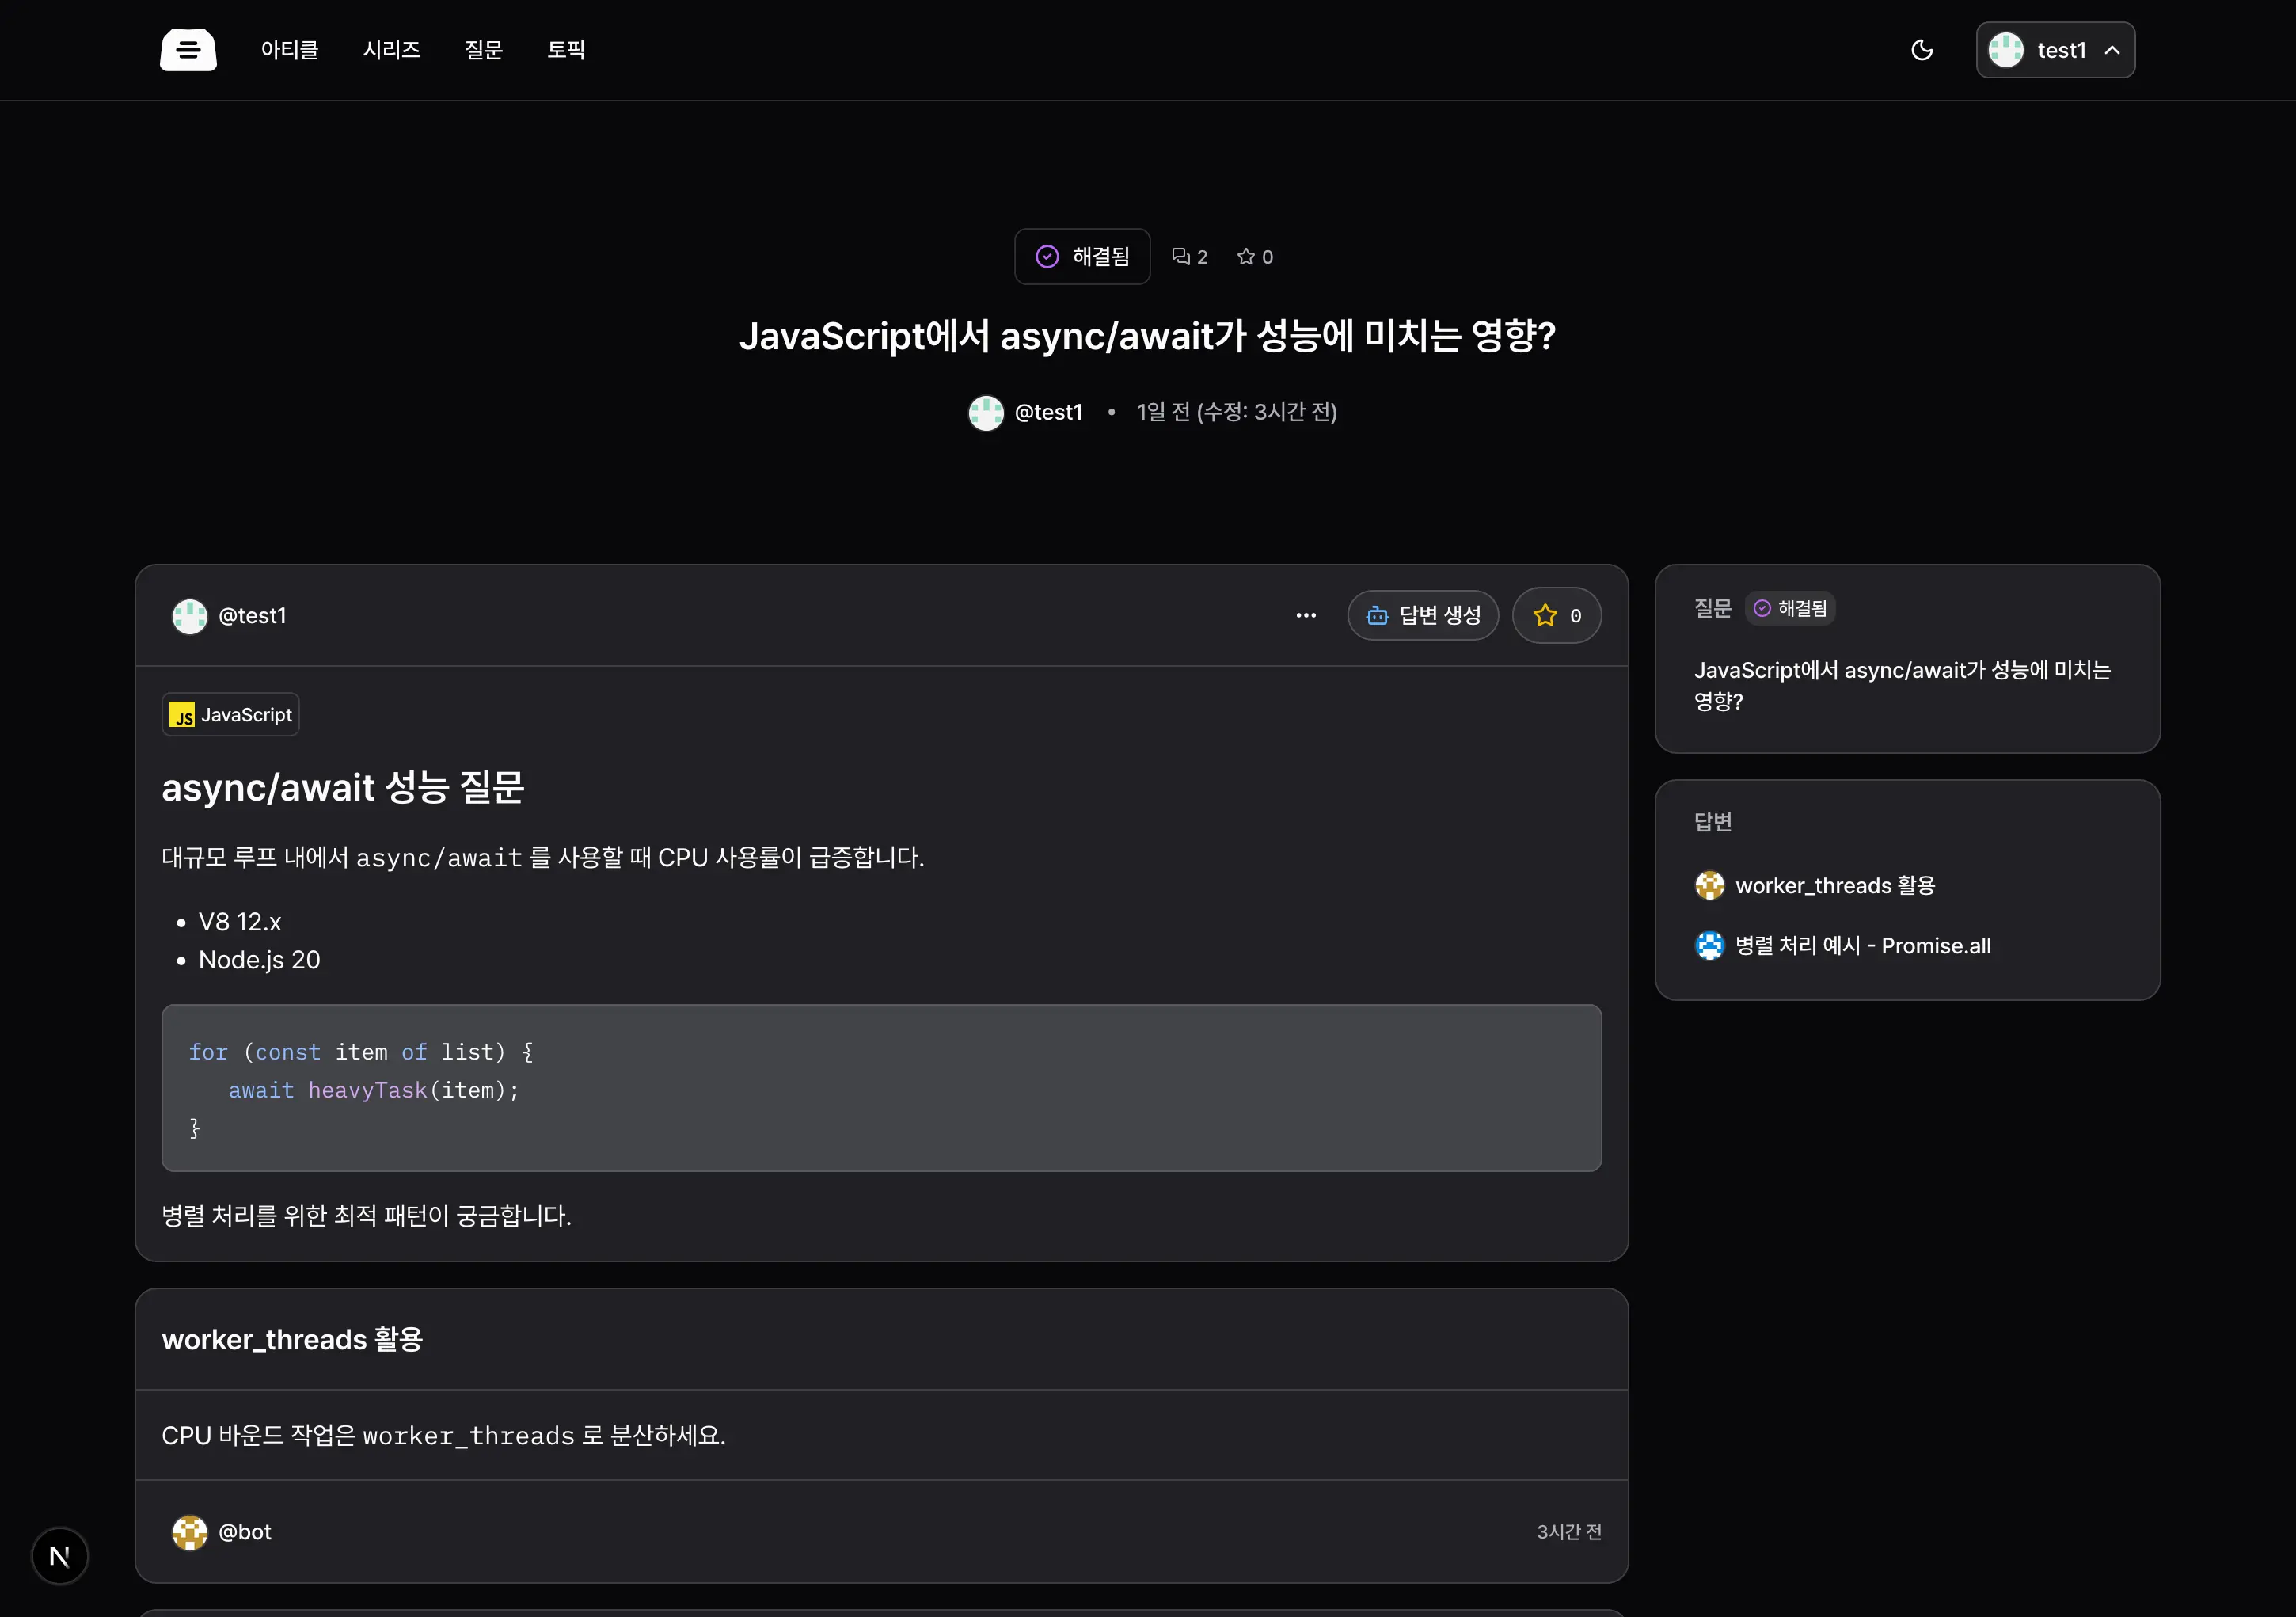 아티클 시리즈 질문 토픽 test1
해결됨 2 0
JavaScript에서 async/await가 성능에 미치는 영향?
@test1 • 1일 전 (수정: 3시간 전)
@test1 ••• 답변 생성 0
JS JavaScript
async/await 성능 질문
대규모 루프 내에서 async/await 를 사용할 때 CPU 사용률이 급증합니다.
• V8 12.x
• Node.js 20
for (const item of list) {
   await heavyTask(item);
}
병렬 처리를 위한 최적 패턴이 궁금합니다.
worker_threads 활용
CPU 바운드 작업은 worker_threads 로 분산하세요.
@bot 3시간 전
질문 해결됨
JavaScript에서 async/await가 성능에 미치는
영향?
답변
worker_threads 활용
병렬 처리 예시 - Promise.all
N